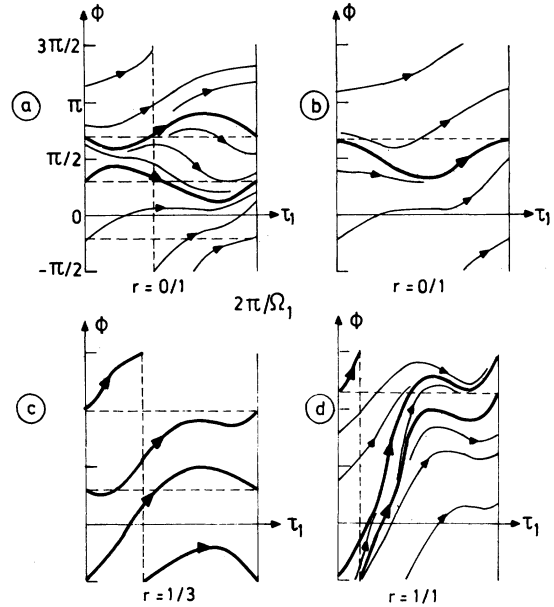 Φ
3π/2
π
π/2
0
-π/2
a
τ1
r = 0/1
Φ
b
τ1
r = 0/1
2π/Ω1
Φ
c
τ1
r = 1/3
Φ
d
τ1
r = 1/1